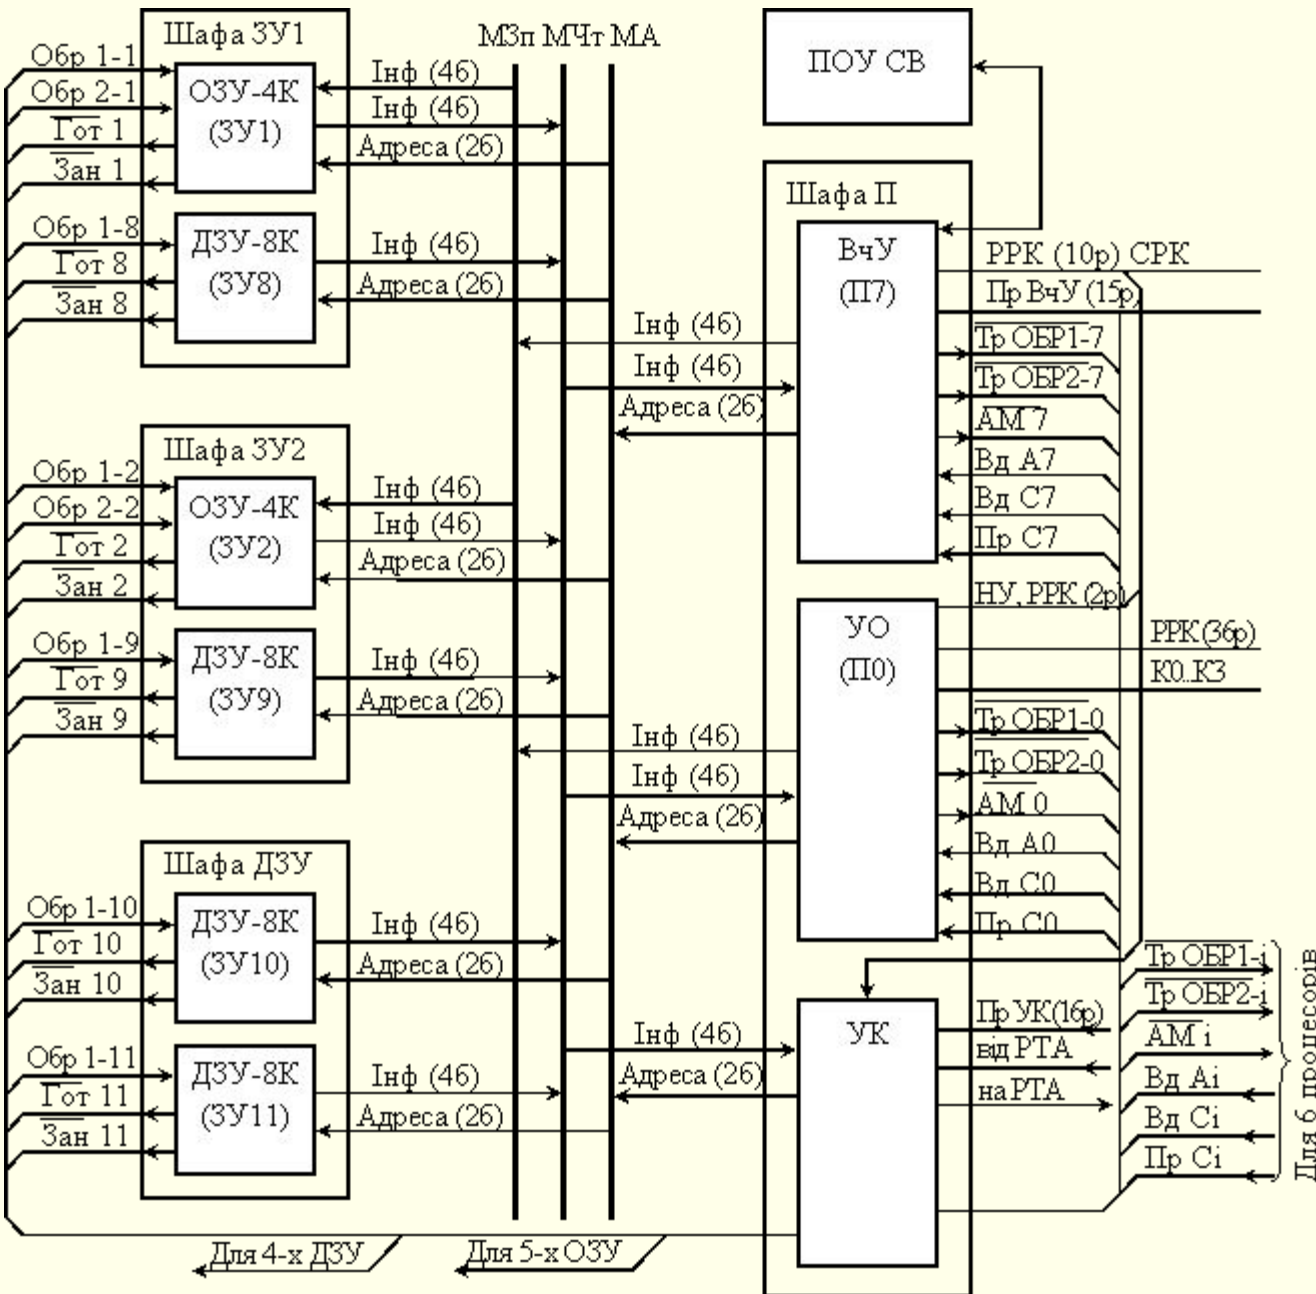 Шафа ЗУ1
Обр 1-1
Обр 2-1
Гот 1
Зан 1
ОЗУ-4К
(ЗУ1)
Обр 1-8
Гот 8
Зан 8
ДЗУ-8К
(ЗУ8)
Інф (46)
Інф (46)
Адреса (26)
Інф (46)
Адреса (26)
МЗп МЧт МА
Шафа ЗУ2
Обр 1-2
Обр 2-2
Гот 2
Зан 2
ОЗУ-4К
(ЗУ2)
Обр 1-9
Гот 9
Зан 9
ДЗУ-8К
(ЗУ9)
Інф (46)
Інф (46)
Адреса (26)
Інф (46)
Адреса (26)
Шафа ДЗУ
Обр 1-10
Гот 10
Зан 10
ДЗУ-8К
(ЗУ10)
Обр 1-11
Гот 11
Зан 11
ДЗУ-8К
(ЗУ11)
Інф (46)
Адреса (26)
Інф (46)
Адреса (26)
Для 4-х ДЗУ
Для 5-х ОЗУ
ПОУ СВ
Шафа П
ВчУ
(П7)
Інф (46)
Інф (46)
Адреса (26)
РРК (10р) СРК
Пр ВчУ (15р)
Тр ОБР1-7
Тр ОБР2-7
АМ 7
Вд А7
Вд С7
Пр С7
УО
(П0)
Інф (46)
Інф (46)
Адреса (26)
НУ, РРК (2р)
РРК (36р)
К0..К3
Тр ОБР1-0
Тр ОБР2-0
АМ 0
Вд А0
Вд С0
Пр С0
УК
Інф (46)
Адреса (26)
Пр УК (16р)
від РТА
на РТА
Тр ОБР1-і
Тр ОБР2-і
АМ і
Вд Аі
Вд Сі
Пр Сі
Для 6 процесорів